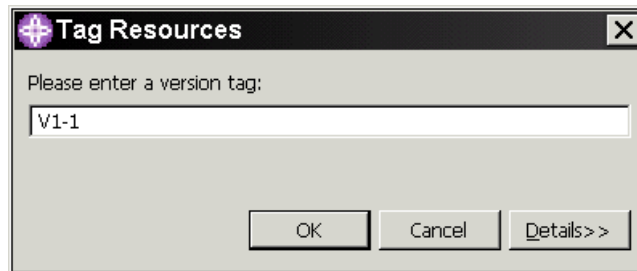 Tag Resources
Please enter a version tag:
V1-1
OK Cancel Details>>